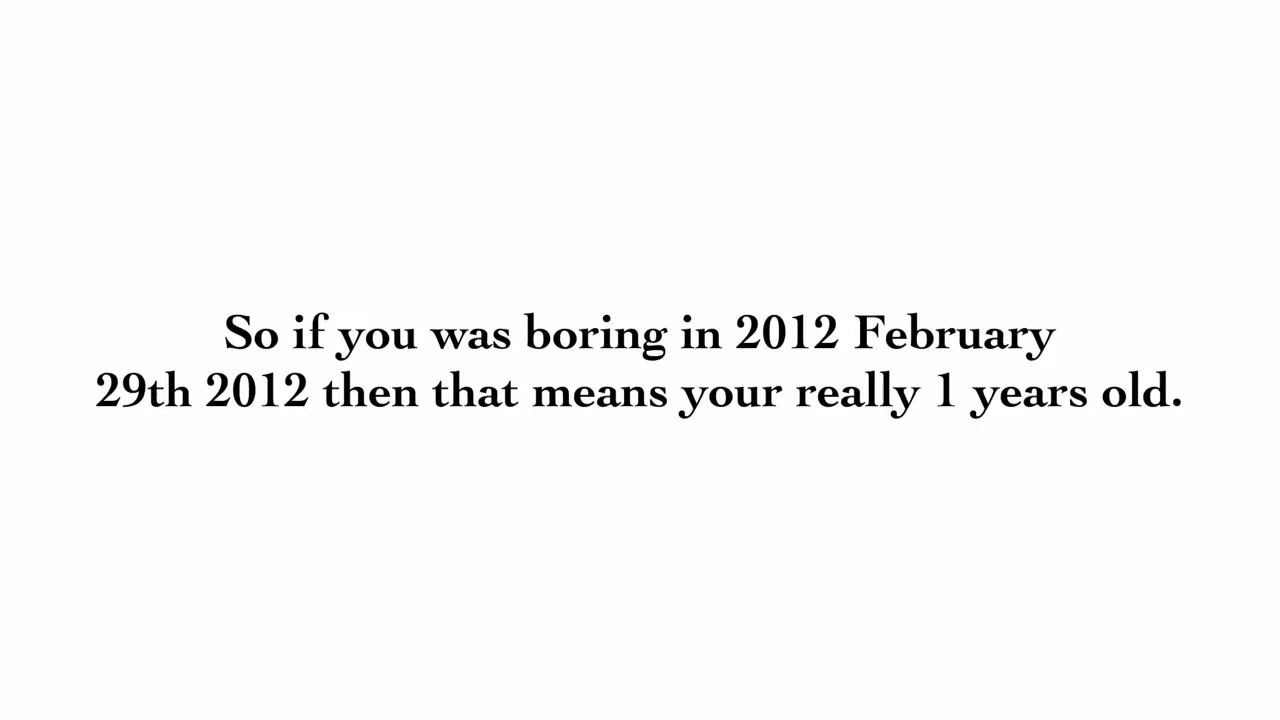 So if you was boring in 2012 February
29th 2012 then that means your really 1 years old.